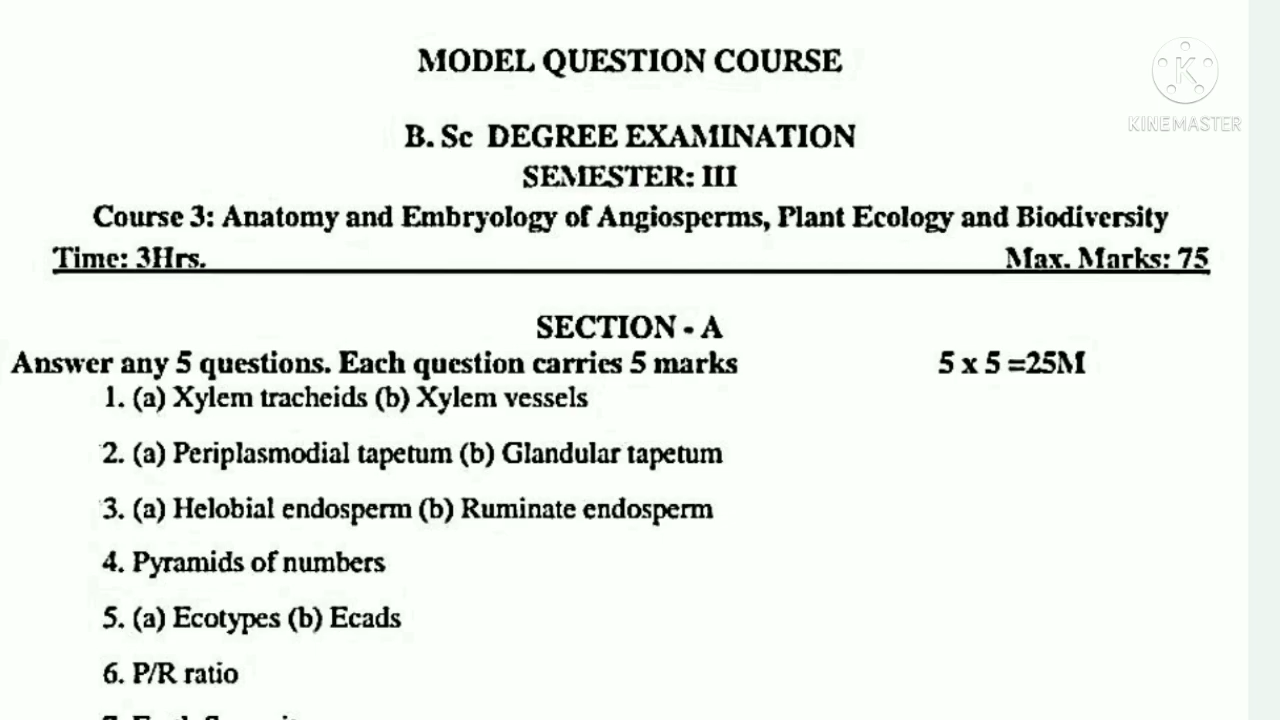 MODEL QUESTION COURSE
KINEMASTER
B. Sc DEGREE EXAMINATION
SEMESTER: III
Course 3: Anatomy and Embryology of Angiosperms, Plant Ecology and Biodiversity
Time: 3Hrs. Max. Marks: 75
SECTION - A
Answer any 5 questions. Each question carries 5 marks 5 x 5 =25M
1. (a) Xylem tracheids (b) Xylem vessels
2. (a) Periplasmodial tapetum (b) Glandular tapetum
3. (a) Helobial endosperm (b) Ruminate endosperm
4. Pyramids of numbers
5. (a) Ecotypes (b) Ecads
6. P/R ratio